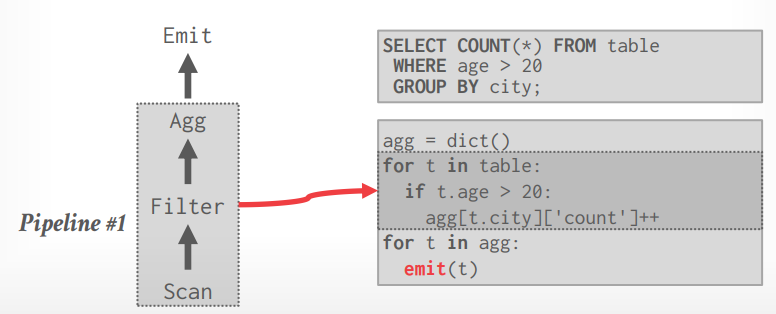 Emit
Agg
Filter
Scan
Pipeline #1
SELECT COUNT(*) FROM table
WHERE age > 20
GROUP BY city;
agg = dict()
for t in table:
if t.age > 20:
agg[t.city]['count']++
for t in agg:
emit(t)